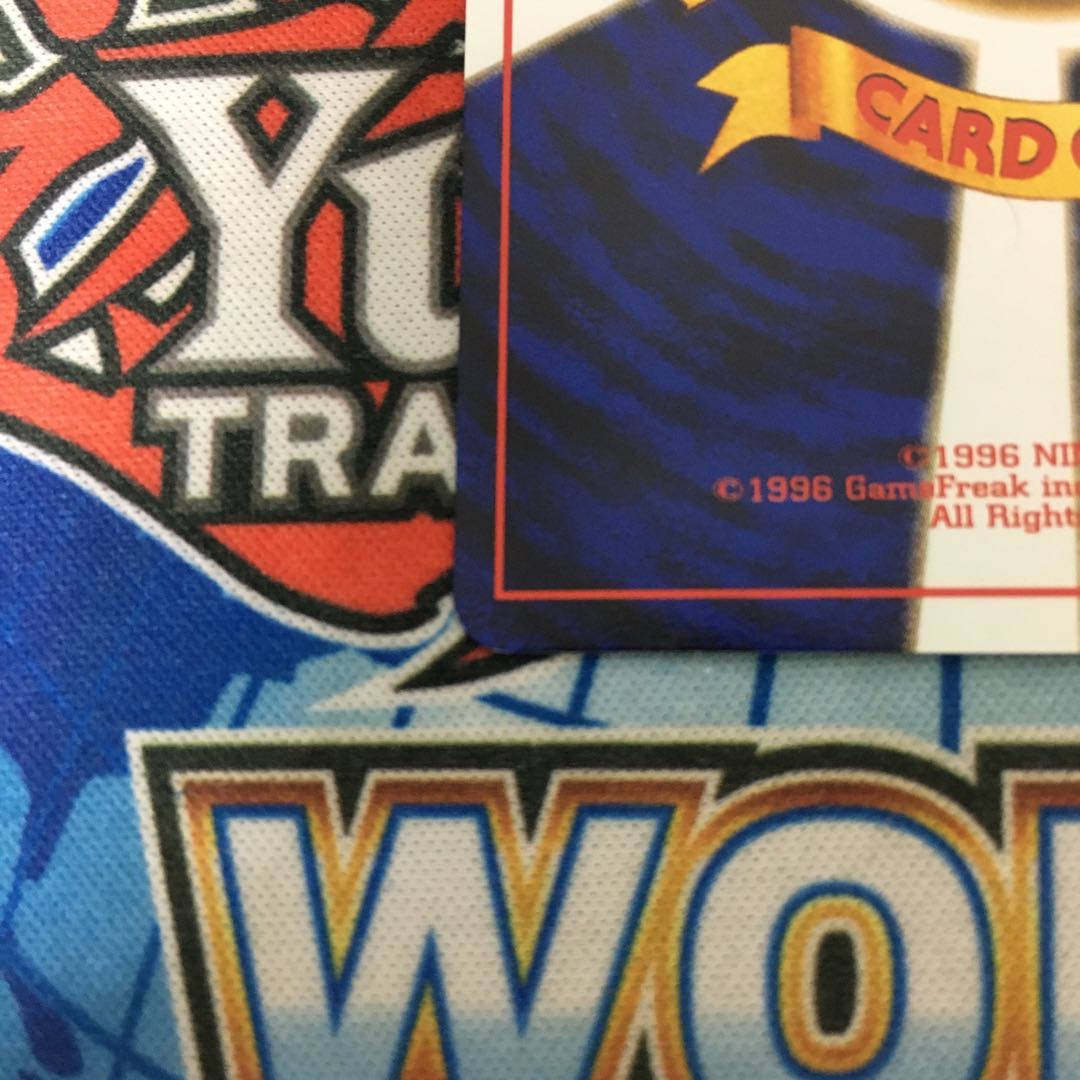 YU
TRA
CARD
©1996 NI
©1996 GameFreak in
All Right
WO